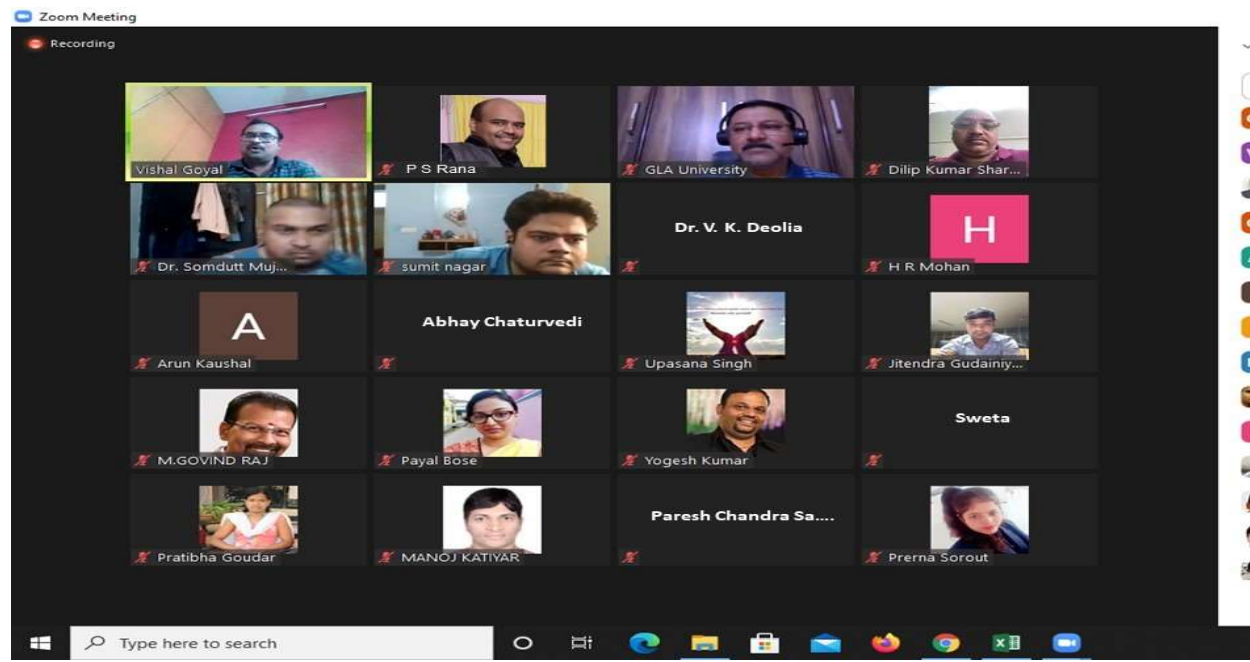 Zoom Meeting
Recording
Vishal Goyal
P S Rana
GLA University
Dilip Kumar Shar...
Dr. Somdutt Muj...
sumit nagar
Dr. V. K. Deolia
H
H R Mohan
A
Arun Kaushal
Abhay Chaturvedi
Upasana Singh
Jitendra Gudainiy...
M.GOVIND RAJ
Payal Bose
Yogesh Kumar
Sweta
Pratibha Goudar
MANOJ KATIYAR
Paresh Chandra Sa....
Prerna Sorout
Type here to search